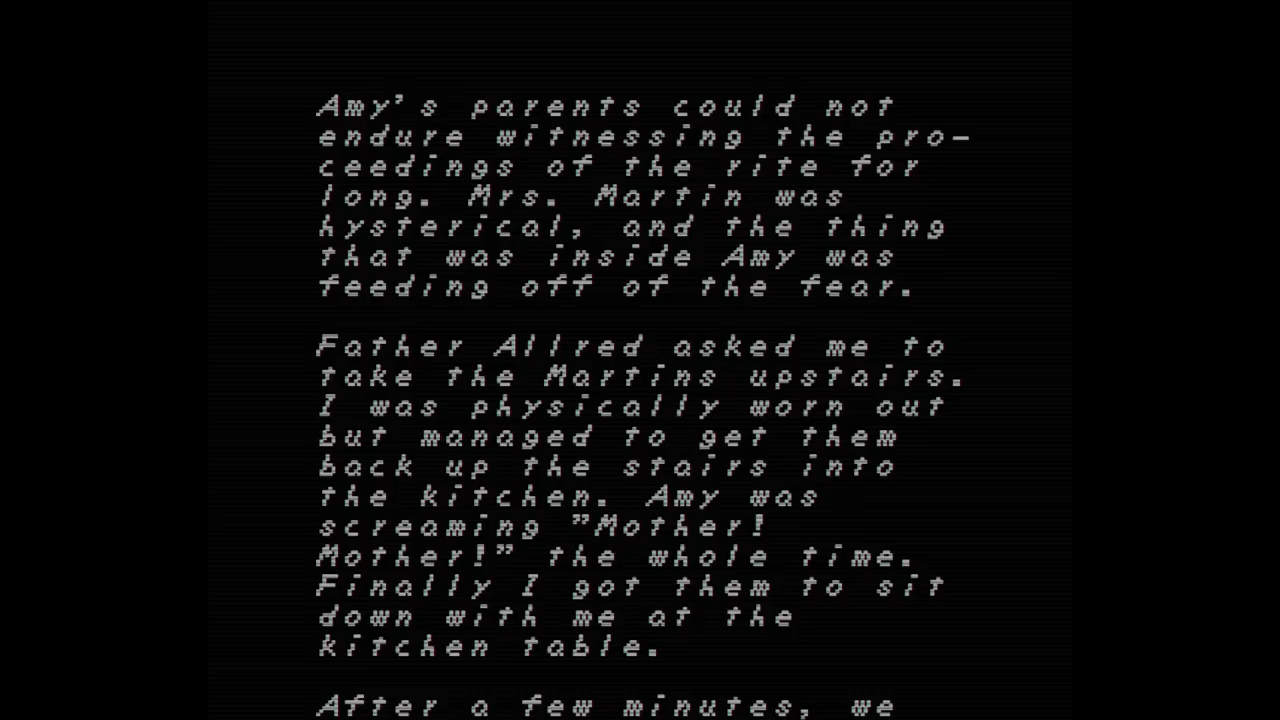 Amy's parents could not
endure witnessing the pro-
ceedings of the rite for
long. Mrs. Martin was
hysterical, and the thing
that was inside Amy was
feeding off of the fear.
Father Allred asked me to
take the Martins upstairs.
I was physically worn out
but managed to get them
back up the stairs into
the kitchen. Amy was
screaming "Mother!
Mother!" the whole time.
Finally I got them to sit
down with me at the
kitchen table.
After a few minutes, we